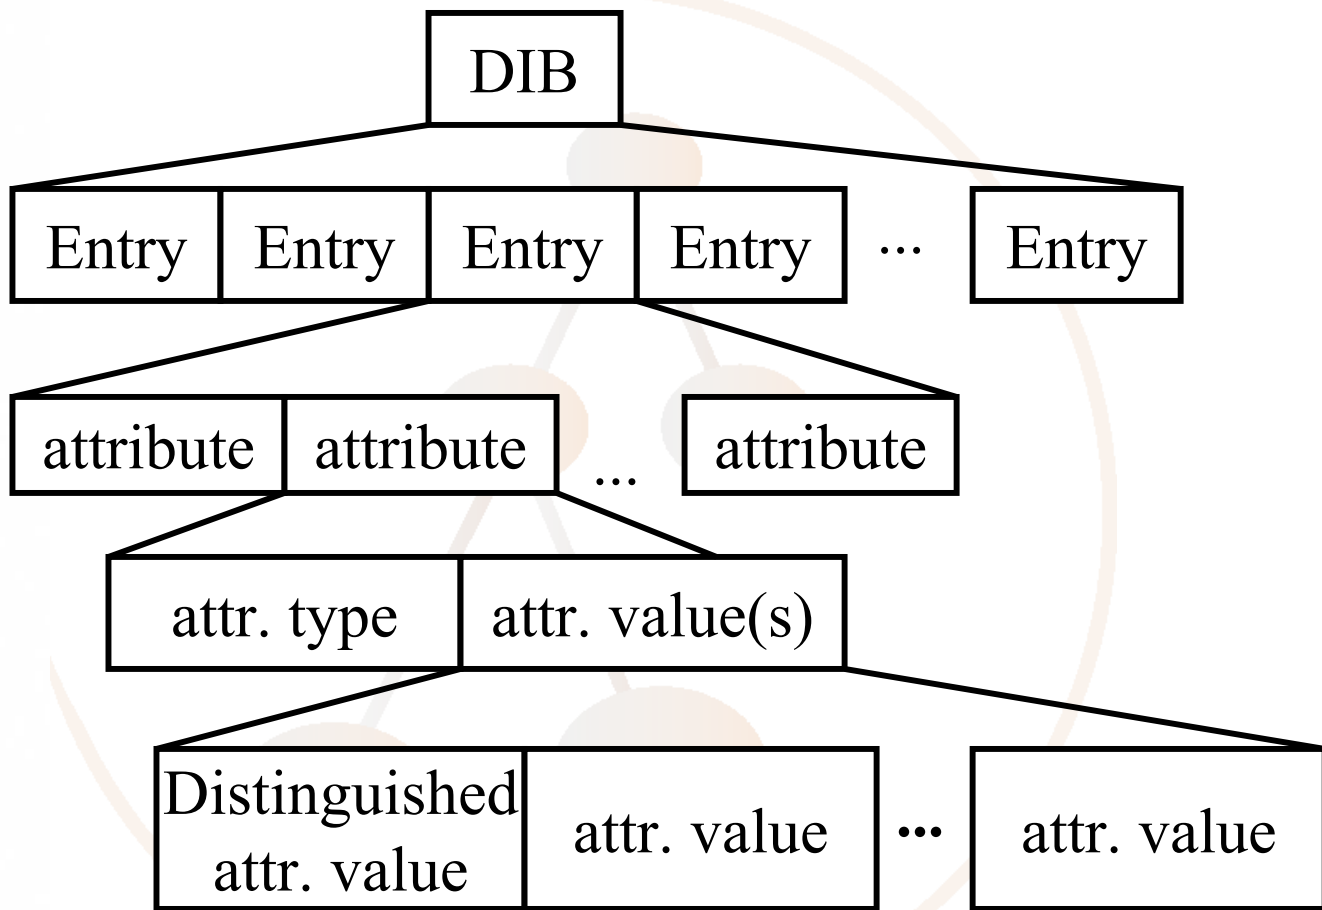 DIB
Entry Entry Entry Entry ... Entry
attribute attribute ... attribute
attr. type attr. value(s)
Distinguished
attr. value attr. value ... attr. value